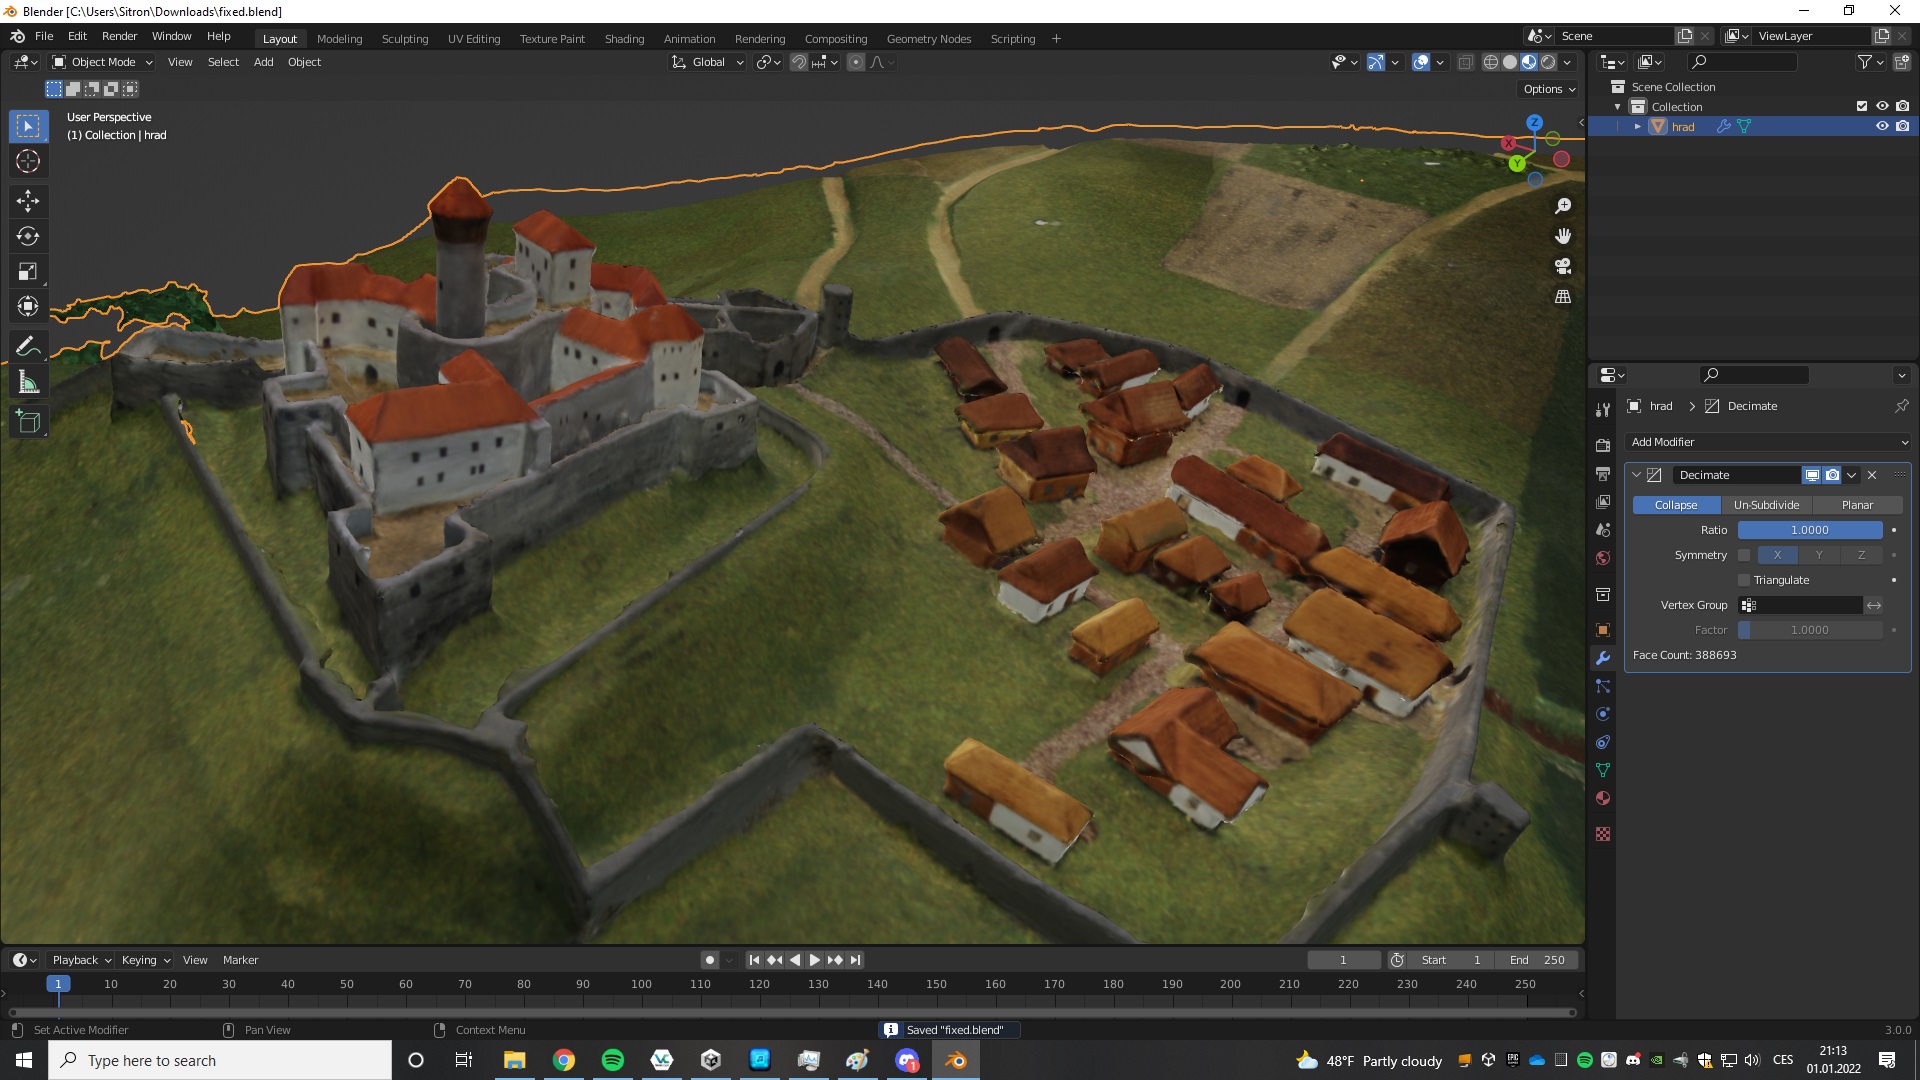 Blender [C:\Users\Sitron\Downloads\fixed.blend]
File Edit Render Window Help Layout Modeling Sculpting UV Editing Texture Paint Shading Animation Rendering Compositing Geometry Nodes Scripting + Scene ViewLayer
Object Mode View Select Add Object Global
Options
User Perspective
(1) Collection | hrad
Z
X
Y
Scene Collection
Collection
hrad
hrad > Decimate
Add Modifier
Decimate
Collapse Un-Subdivide Planar
Ratio 1.0000
Symmetry X Y Z
Triangulate
Vertex Group
Factor 1.0000
Face Count: 388693
Playback Keying View Marker 1 Start 1 End 250
1 10 20 30 40 50 60 70 80 90 100 110 120 130 140 150 160 170 180 190 200 210 220 230 240 250
Set Active Modifier Pan View Context Menu Saved "fixed.blend" 3.0.0
Type here to search 1 48°F Partly cloudy CES 21:13
01.01.2022